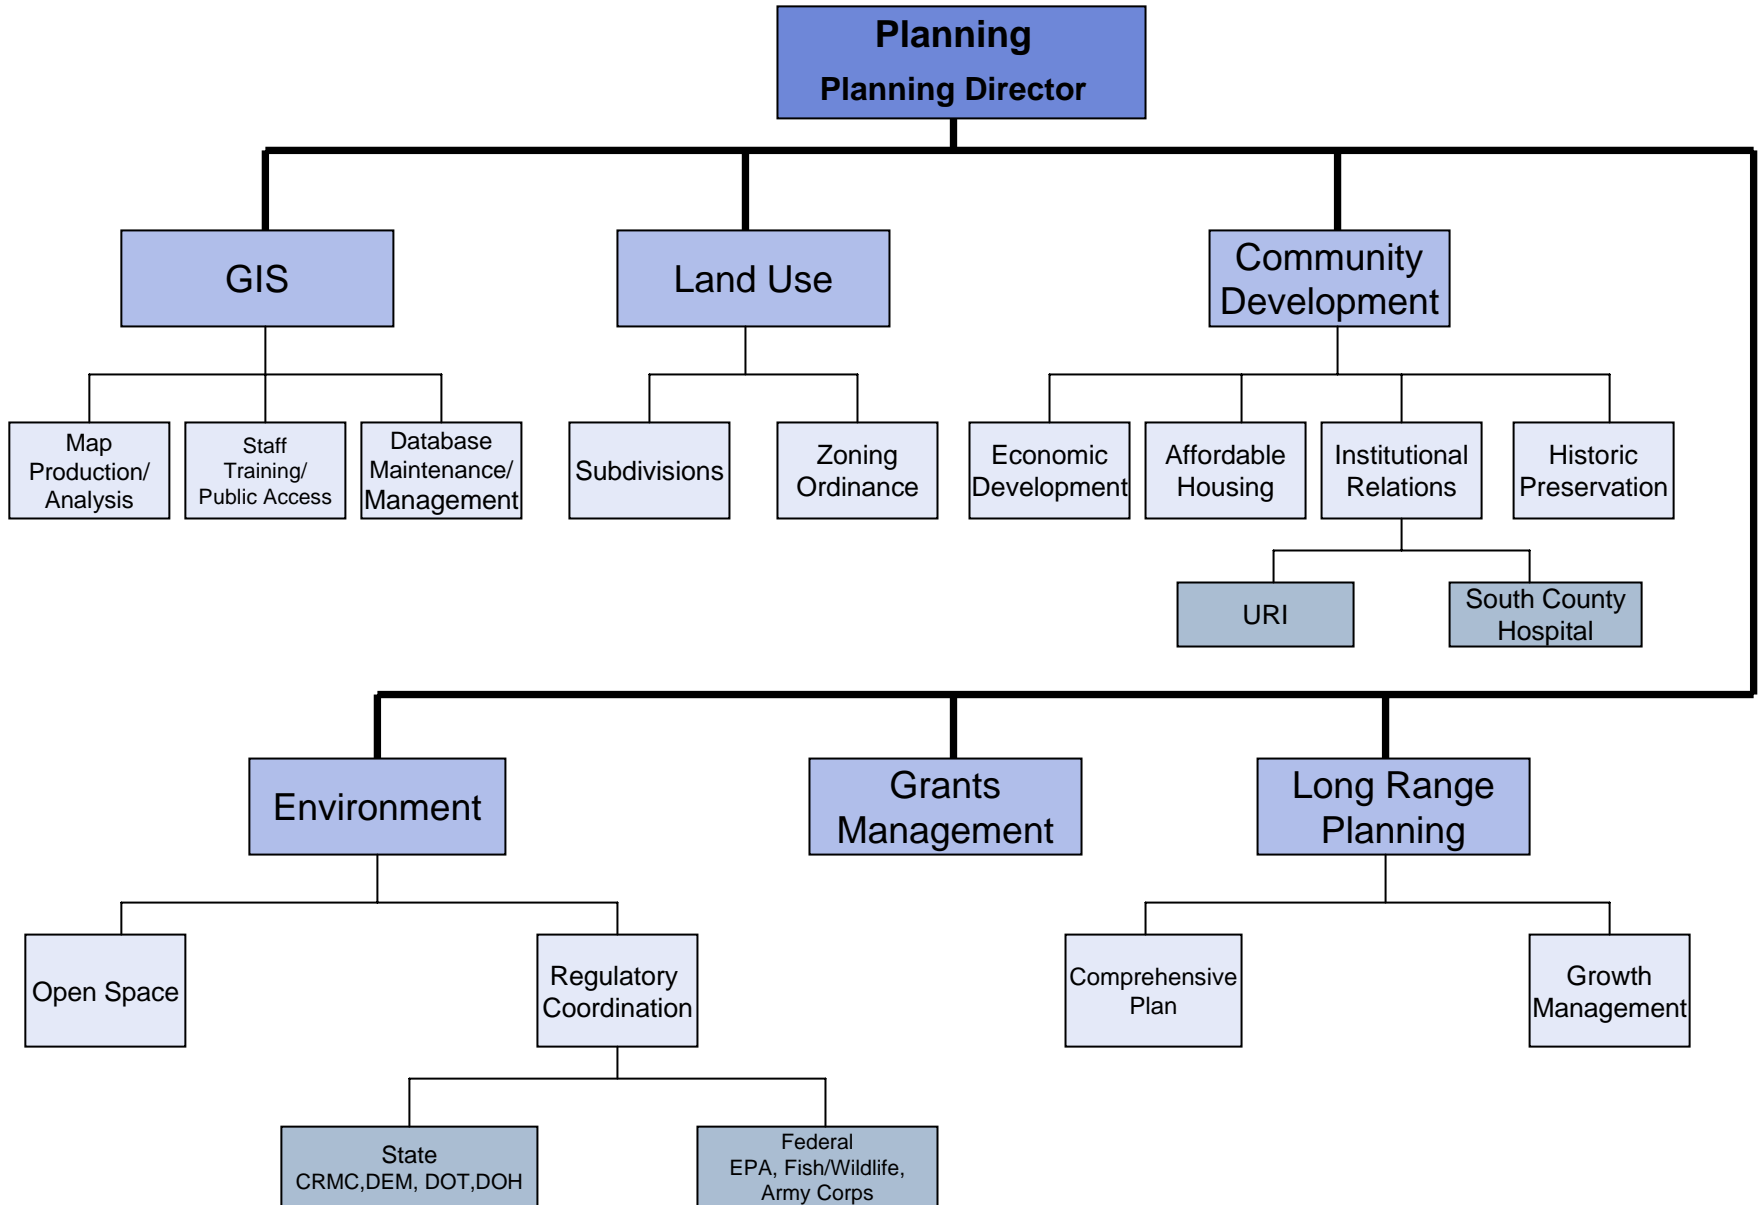 Planning
Planning Director
GIS
Land Use
Community
Development
Map
Production/
Analysis
Staff
Training/
Public Access
Database
Maintenance/
Management
Subdivisions
Zoning
Ordinance
Economic
Development
Affordable
Housing
Institutional
Relations
Historic
Preservation
URI
South County
Hospital
Environment
Grants
Management
Long Range
Planning
Open Space
Regulatory
Coordination
Comprehensive
Plan
Growth
Management
State
CRMC,DEM, DOT,DOH
Federal
EPA, Fish/Wildlife,
Army Corps